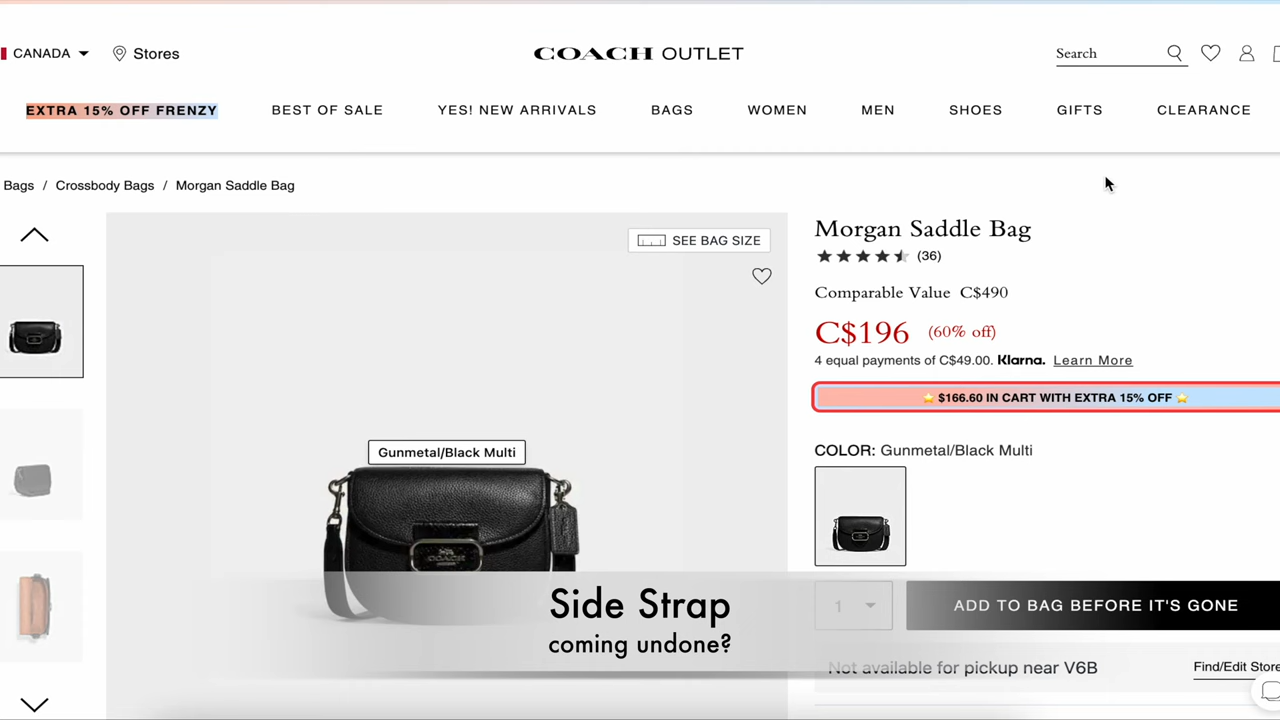 CANADA
Stores
COACH OUTLET
Search
EXTRA 15% OFF FRENZY
BEST OF SALE
YES! NEW ARRIVALS
BAGS
WOMEN
MEN
SHOES
GIFTS
CLEARANCE
Bags / Crossbody Bags / Morgan Saddle Bag
SEE BAG SIZE
Morgan Saddle Bag
(36)
Comparable Value C$490
C$196 (60% off)
4 equal payments of C$49.00. Klarna. Learn More
$166.60 IN CART WITH EXTRA 15% OFF
COLOR: Gunmetal/Black Multi
Gunmetal/Black Multi
COACH
1
ADD TO BAG BEFORE IT'S GONE
Side Strap
coming undone?
Not available for pickup near V6B
Find/Edit Store